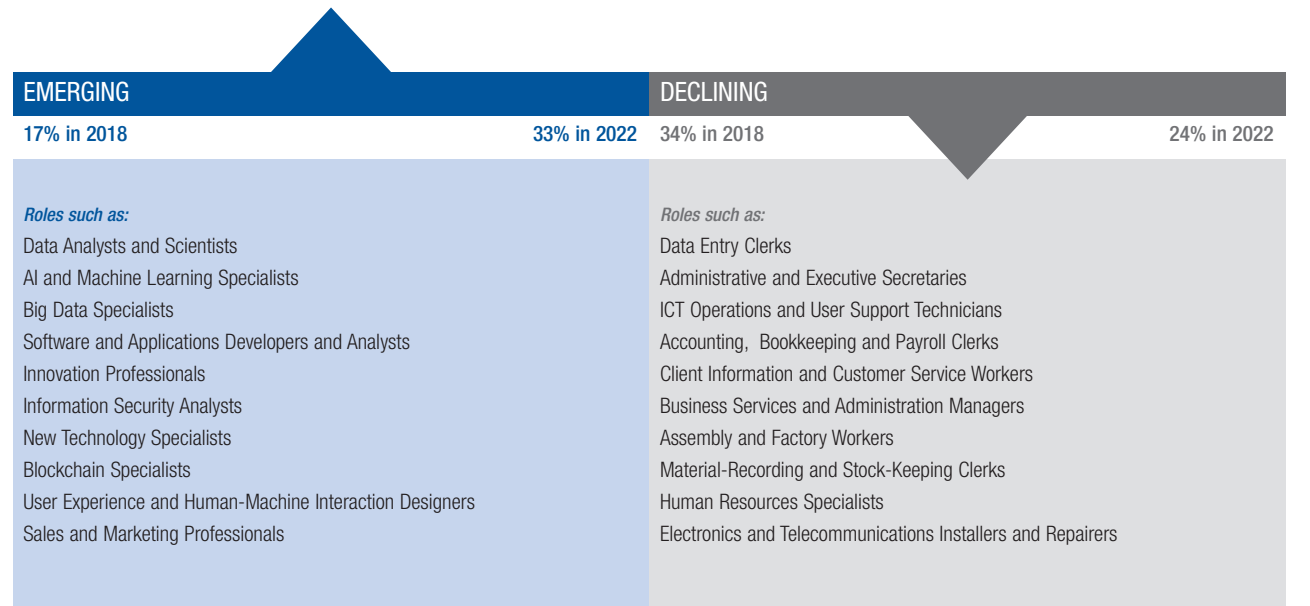 EMERGING
17% in 2018
33% in 2022
Roles such as:
Data Analysts and Scientists
AI and Machine Learning Specialists
Big Data Specialists
Software and Applications Developers and Analysts
Innovation Professionals
Information Security Analysts
New Technology Specialists
Blockchain Specialists
User Experience and Human-Machine Interaction Designers
Sales and Marketing Professionals
DECLINING
34% in 2018
24% in 2022
Roles such as:
Data Entry Clerks
Administrative and Executive Secretaries
ICT Operations and User Support Technicians
Accounting, Bookkeeping and Payroll Clerks
Client Information and Customer Service Workers
Business Services and Administration Managers
Assembly and Factory Workers
Material-Recording and Stock-Keeping Clerks
Human Resources Specialists
Electronics and Telecommunications Installers and Repairers